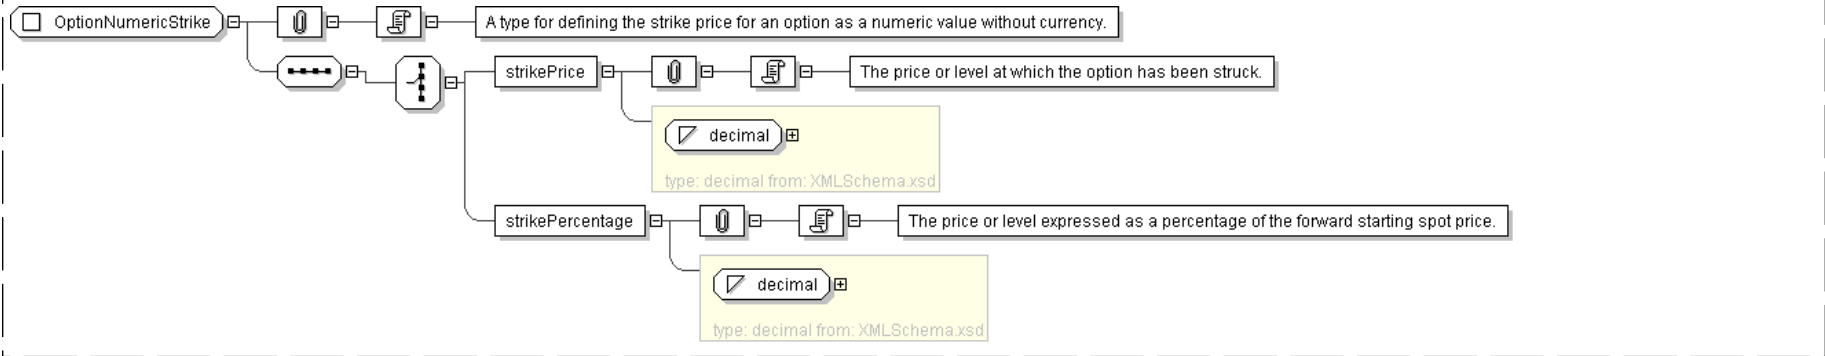 OptionNumericStrike
A type for defining the strike price for an option as a numeric value without currency.
strikePrice
The price or level at which the option has been struck.
decimal
type: decimal from: XMLSchema.xsd
strikePercentage
The price or level expressed as a percentage of the forward starting spot price.
decimal
type: decimal from: XMLSchema.xsd